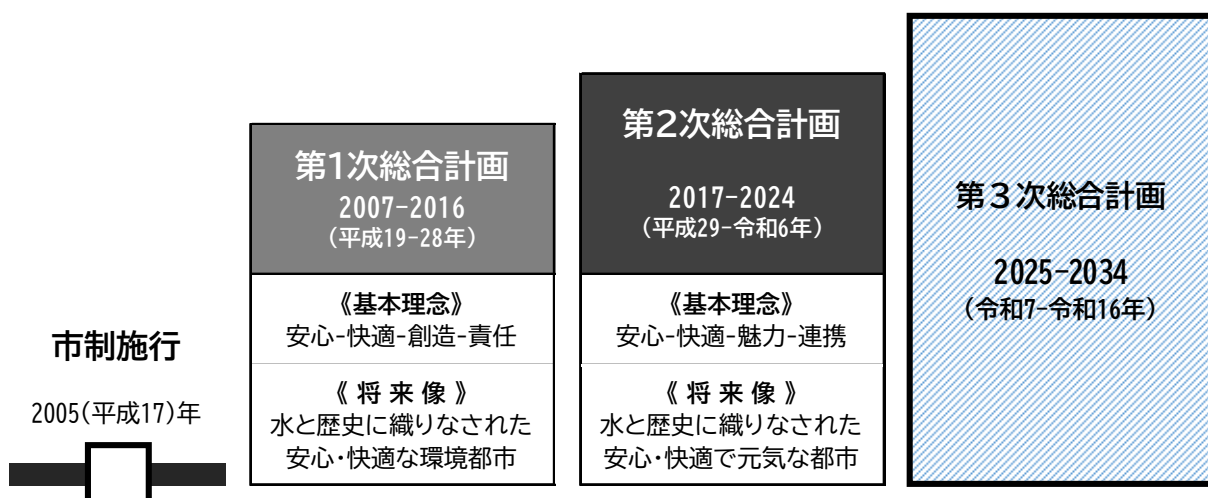 市制施行
2005(平成17)年
第1次総合計画
2007-2016
(平成19-28年)
《基本理念》
安心-快適-創造-責任
《 将 来 像 》
水と歴史に織りなされた
安心・快適な環境都市
第2次総合計画
2017-2024
(平成29-令和6年)
《基本理念》
安心-快適-魅力-連携
《 将 来 像 》
水と歴史に織りなされた
安心・快適で元気な都市
第３次総合計画
2025-2034
(令和7-令和16年)